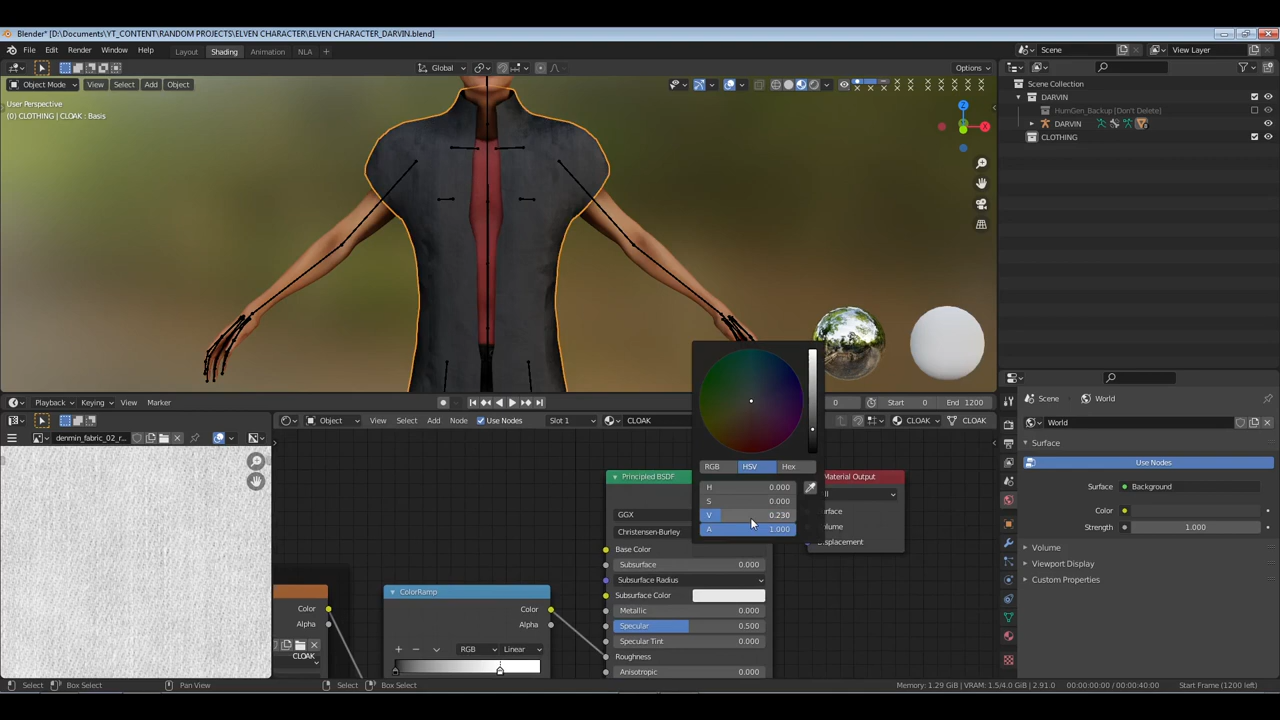 Blender* [D:\Documents\YT_CONTENT\RANDOM PROJECTS\ELVEN CHARACTER\ELVEN CHARACTER_DARVIN.blend]
File Edit Render Window Help Layout Shading Animation NLA + Scene View Layer
Global Options
Object Mode View Select Add Object
User Perspective
(0) CLOTHING | CLOAK : Basis
Z
X
Scene Collection
DARVIN
HumGen_Backup [Don't Delete]
DARVIN
CLOTHING
Playback Keying View Marker 0 Start 0 End 1200
Object View Select Add Node Use Nodes Slot 1 CLOAK CLOAK
denmin_fabric_02_r...
RGB HSV Hex
H 0.000
S 0.000
V 0.230
A 1.000
Principled BSDF
GGX
Christensen-Burley
Base Color
Subsurface 0.000
Subsurface Radius
Subsurface Color
Metallic 0.000
Specular 0.500
Specular Tint 0.000
Roughness
Anisotropic 0.000
Material Output
Displacement
Color
Alpha
CLOAK
ColorRamp
Color
Alpha
+ − RGB Linear
Scene World
World
Surface
Use Nodes
Surface Background
Color
Strength 1.000
Volume
Viewport Display
Custom Properties
Select Box Select Pan View Select Box Select Memory: 1.29 GiB | VRAM: 1.5/4.0 GiB | 2.91.0 00:00:00:00 / 00:00:40:00 Start Frame (1200 left)